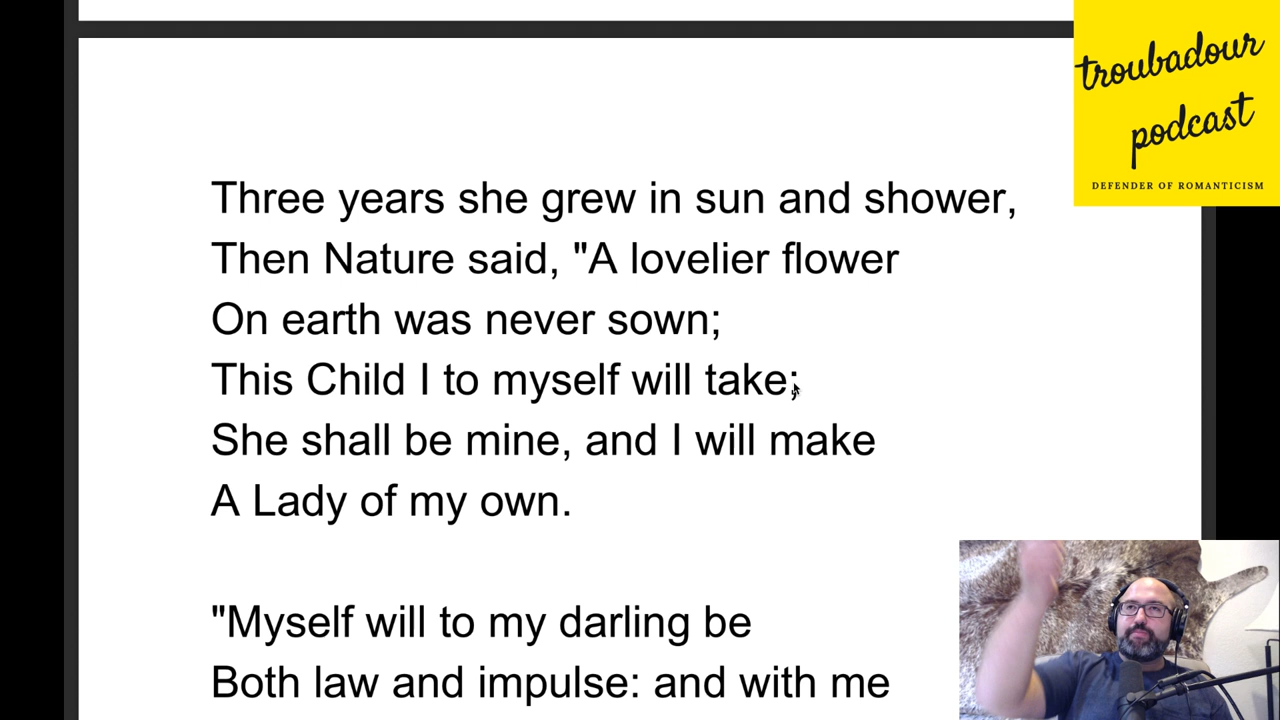 troubadour
podcast
DEFENDER OF ROMANTICISM
Three years she grew in sun and shower,
Then Nature said, "A lovelier flower
On earth was never sown;
This Child I to myself will take;
She shall be mine, and I will make
A Lady of my own.
"Myself will to my darling be
Both law and impulse: and with me